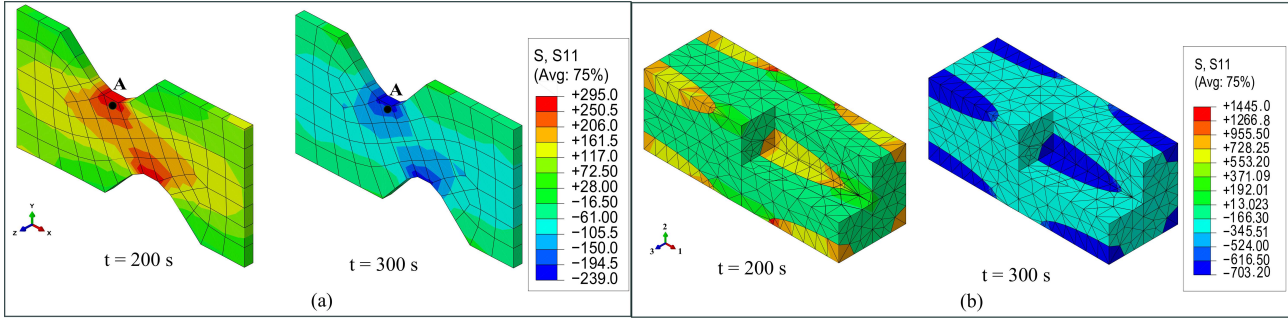 A
Y
Z
X
t = 200 s
A
t = 300 s
S, S11
(Avg: 75%)
+295.0
+250.5
+206.0
+161.5
+117.0
+72.50
+28.00
−16.50
−61.00
−105.5
−150.0
−194.5
−239.0
(a)
2
3
1
t = 200 s
t = 300 s
S, S11
(Avg: 75%)
+1445.0
+1266.8
+955.50
+728.25
+553.20
+371.09
+192.01
+13.023
−166.30
−345.51
−524.00
−616.50
−703.20
(b)